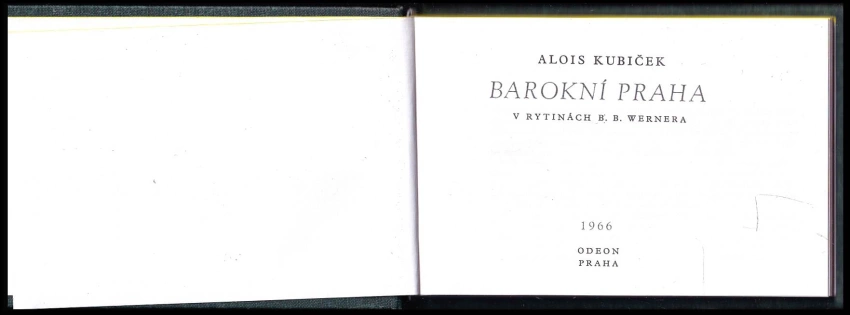 ALOIS KUBIČEK
BAROKNÍ PRAHA
V RYTINÁCH B. B. WERNERA
1966
ODEON
PRAHA